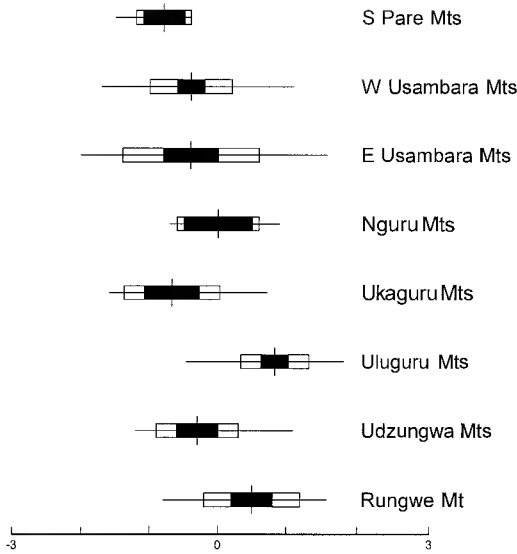 S Pare Mts
W Usambara Mts
E Usambara Mts
Nguru Mts
Ukaguru Mts
Uluguru Mts
Udzungwa Mts
Rungwe Mt
-3 0 3